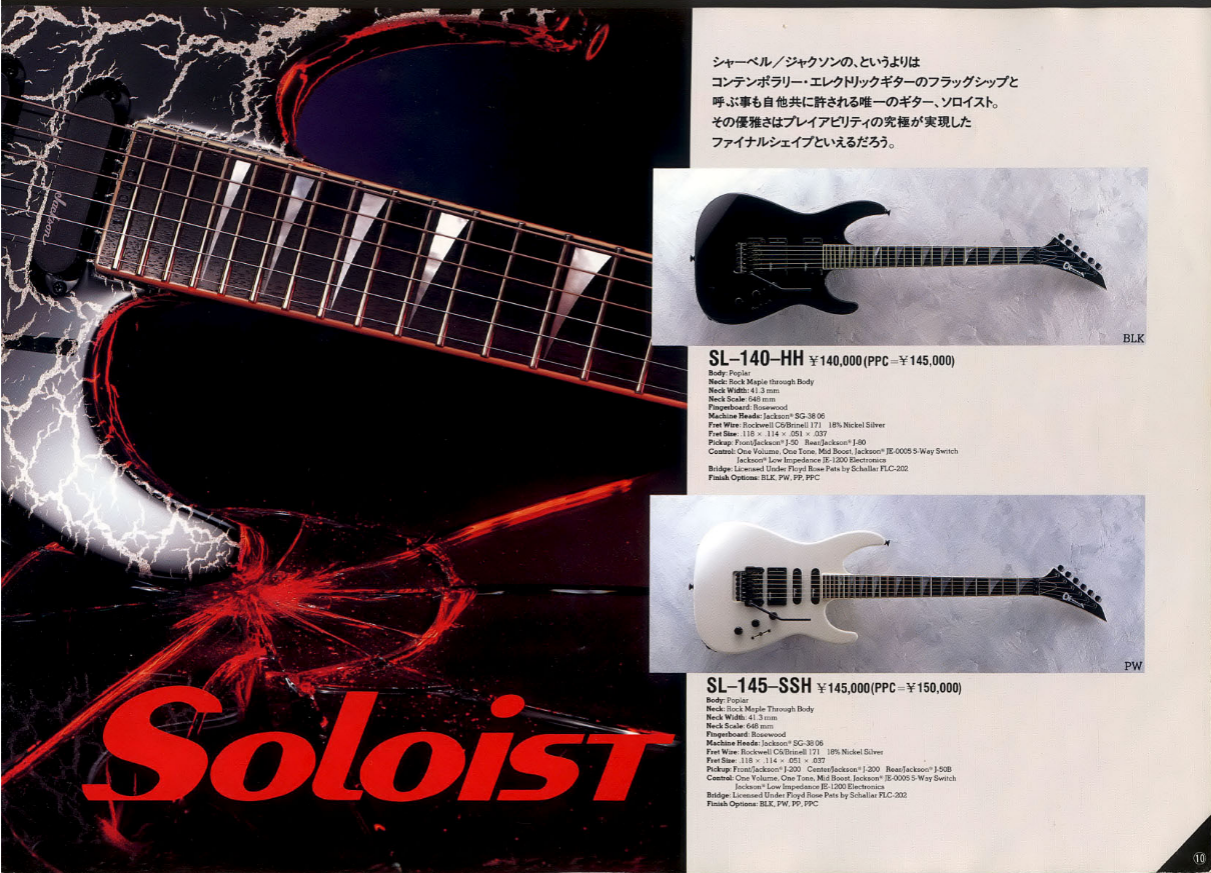 シャーベル／ジャクソンの、というよりは
コンテンポラリー・エレクトリックギターのフラッグシップと
呼ぶ事も自他共に許される唯一のギター、ソロイスト。
その優雅さはプレイアビリティの究極が実現した
ファイナルシェイプといえるだろう。
Jackson
BLK
SL–140–HH ￥140,000(PPC=￥145,000)
Body: Poplar
Neck: Rock Maple through Body
Neck Width: 41.3 mm
Neck Scale: 648 mm
Fingerboard: Rosewood
Machine Heads: Jackson® SG-38 06
Fret Wire: Rockwell C6/Brinell 171 18% Nickel Silver
Fret Size: .118 × .114 × .051 × .037
Pickup: Front/Jackson® J-50 Rear/Jackson® J-80
Control: One Volume, One Tone, Mid Boost, Jackson® JE-0005 5-Way Switch
Jackson® Low Impedance JE-1200 Electronics
Bridge: Licensed Under Floyd Rose Pats by Schallar FLC-202
Finish Options: BLK, PW, PP, PPC
PW
SL–145–SSH ￥145,000(PPC=￥150,000)
Body: Poplar
Neck: Rock Maple Through Body
Neck Width: 41.3 mm
Neck Scale: 648 mm
Fingerboard: Rosewood
Machine Heads: Jackson® SG-38 06
Fret Wire: Rockwell C6/Brinell 171 18% Nickel Silver
Fret Size: .118 × .114 × .051 × .037
Pickup: Front/Jackson® J-200 Center/Jackson® J-200 Rear/Jackson® J-50B
Control: One Volume, One Tone, Mid Boost, Jackson® JE-0005 5-Way Switch
Jackson® Low Impedance JE-1200 Electronics
Bridge: Licensed Under Floyd Rose Pats by Schallar FLC-202
Finish Options: BLK, PW, PP, PPC
SOLOIST
⑩